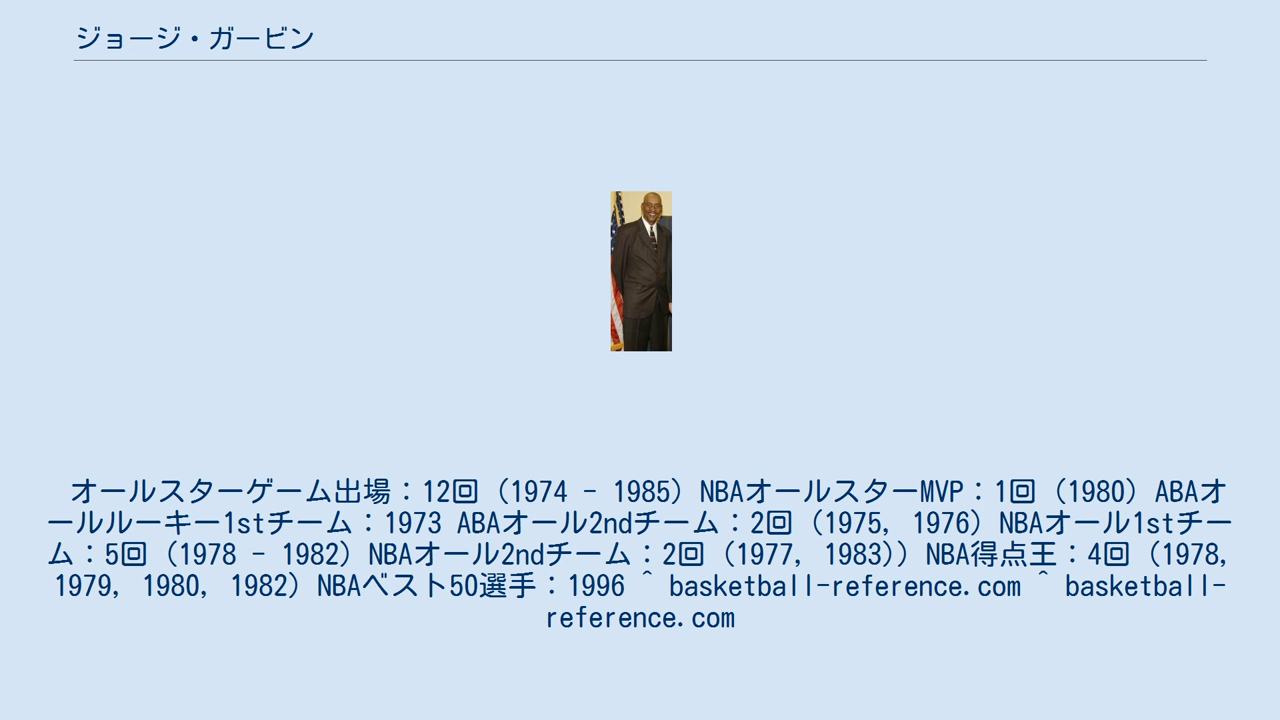 ジョージ・ガービン
オールスターゲーム出場：12回（1974 - 1985）NBAオールスターMVP：1回（1980）ABAオ
ールルーキー1stチーム：1973 ABAオール2ndチーム：2回（1975, 1976）NBAオール1stチー
ム：5回（1978 - 1982）NBAオール2ndチーム：2回（1977, 1983））NBA得点王：4回（1978,
1979, 1980, 1982）NBAベスト50選手：1996 ^ basketball-reference.com ^ basketball-
reference.com